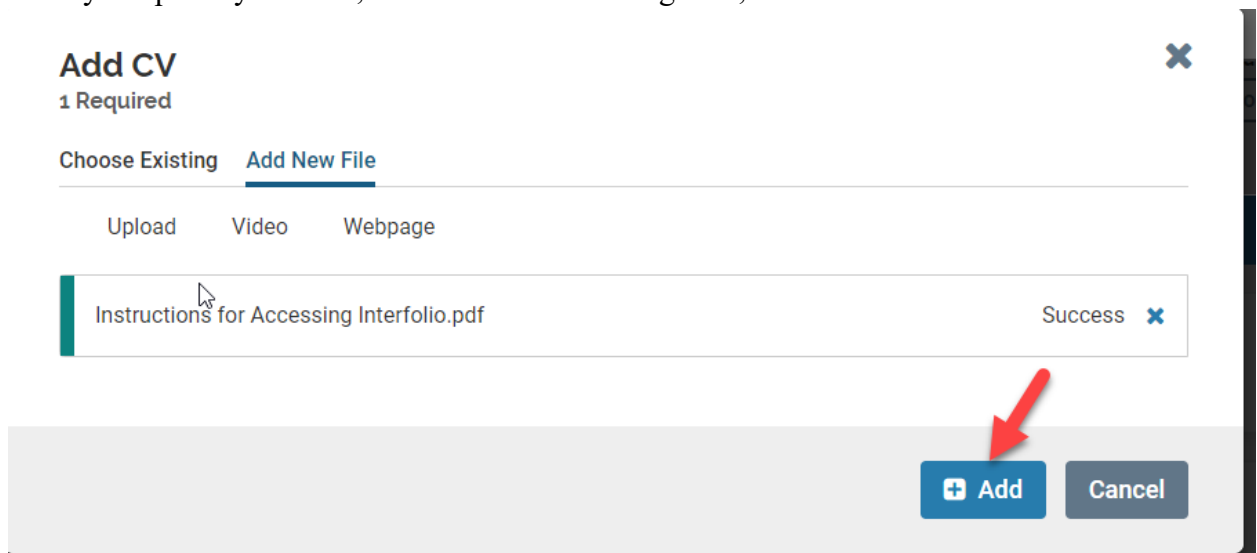 Add CV
1 Required
Choose Existing Add New File
Upload Video Webpage
Instructions for Accessing Interfolio.pdf Success
Add Cancel